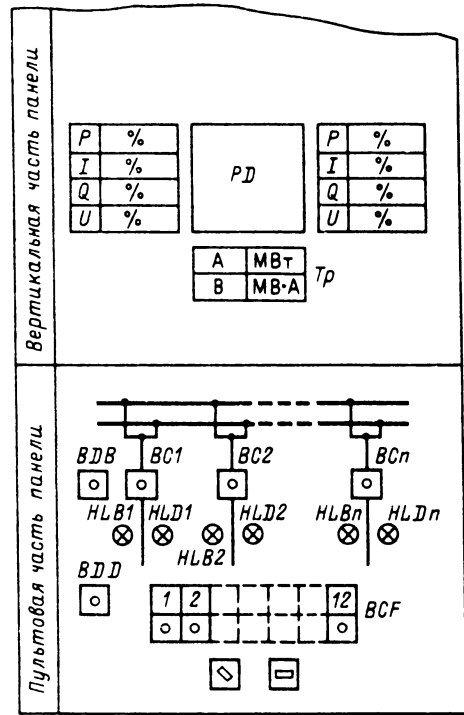 Вертикальная часть панели
P %
I %
Q %
U %
PD
P %
I %
Q %
U %
A МВт
B МВ·А
Тр
Пультовая часть панели
BDB BC1 BC2 BCn
HLB1 HLD1 HLD2 HLBn HLDn
HLB2
BDD
1 2 12
BCF